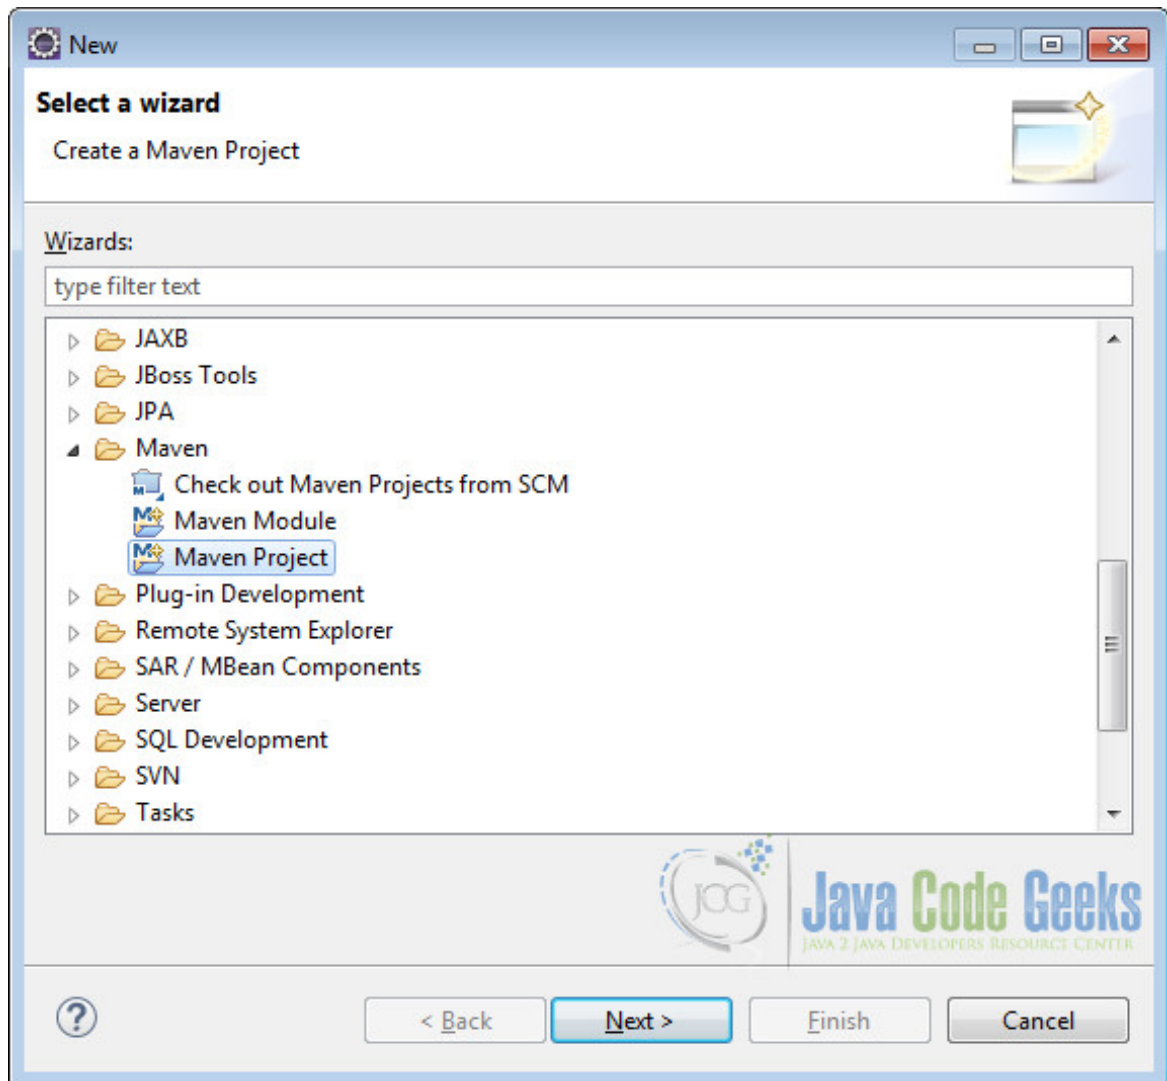 New
Select a wizard
Create a Maven Project
Wizards:
type filter text
JAXB
JBoss Tools
JPA
Maven
Check out Maven Projects from SCM
Maven Module
Maven Project
Plug-in Development
Remote System Explorer
SAR / MBean Components
Server
SQL Development
SVN
Tasks
JCG
Java Code Geeks
JAVA 2 JAVA DEVELOPERS RESOURCE CENTER
< Back Next > Finish Cancel